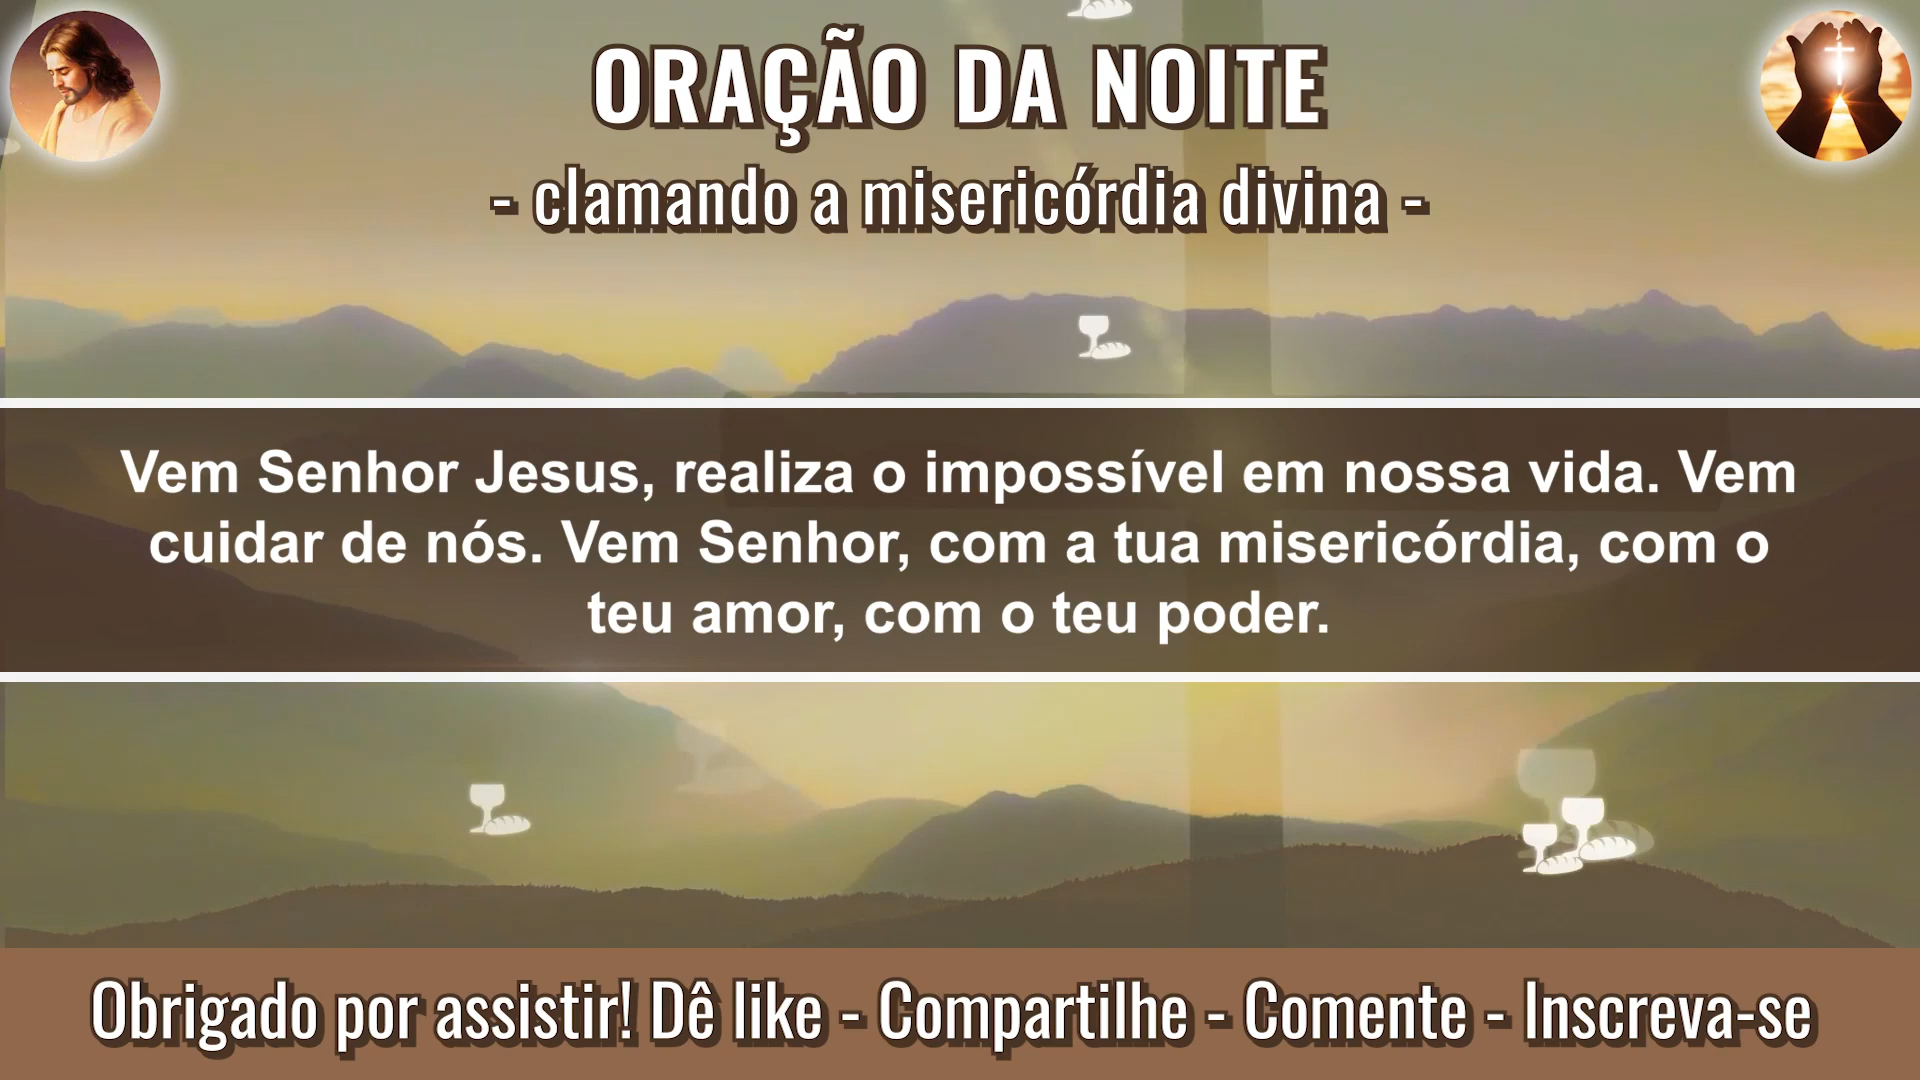 ORAÇÃO DA NOITE
- clamando a misericórdia divina -
Vem Senhor Jesus, realiza o impossível em nossa vida. Vem
cuidar de nós. Vem Senhor, com a tua misericórdia, com o
teu amor, com o teu poder.
Obrigado por assistir! Dê like - Compartilhe - Comente - Inscreva-se